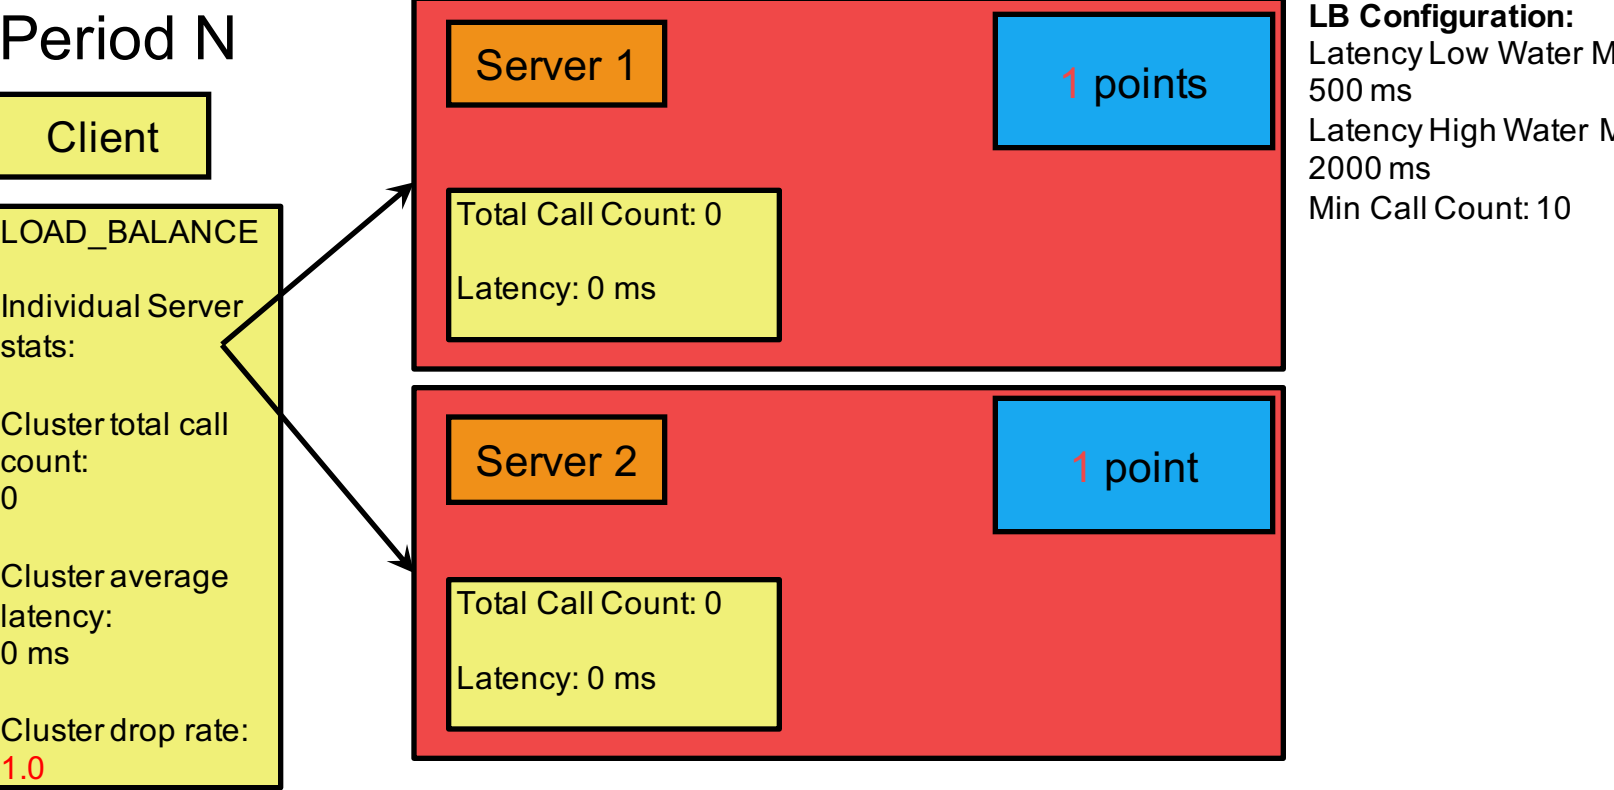 Period N
Client
LOAD_BALANCE
Individual Server
stats:
Cluster total call
count:
0
Cluster average
latency:
0 ms
Cluster drop rate:
1.0
Server 1
1 points
Total Call Count: 0
Latency: 0 ms
Server 2
1 point
Total Call Count: 0
Latency: 0 ms
LB Configuration:
Latency Low Water
500 ms
Latency High Water
2000 ms
Min Call Count: 10